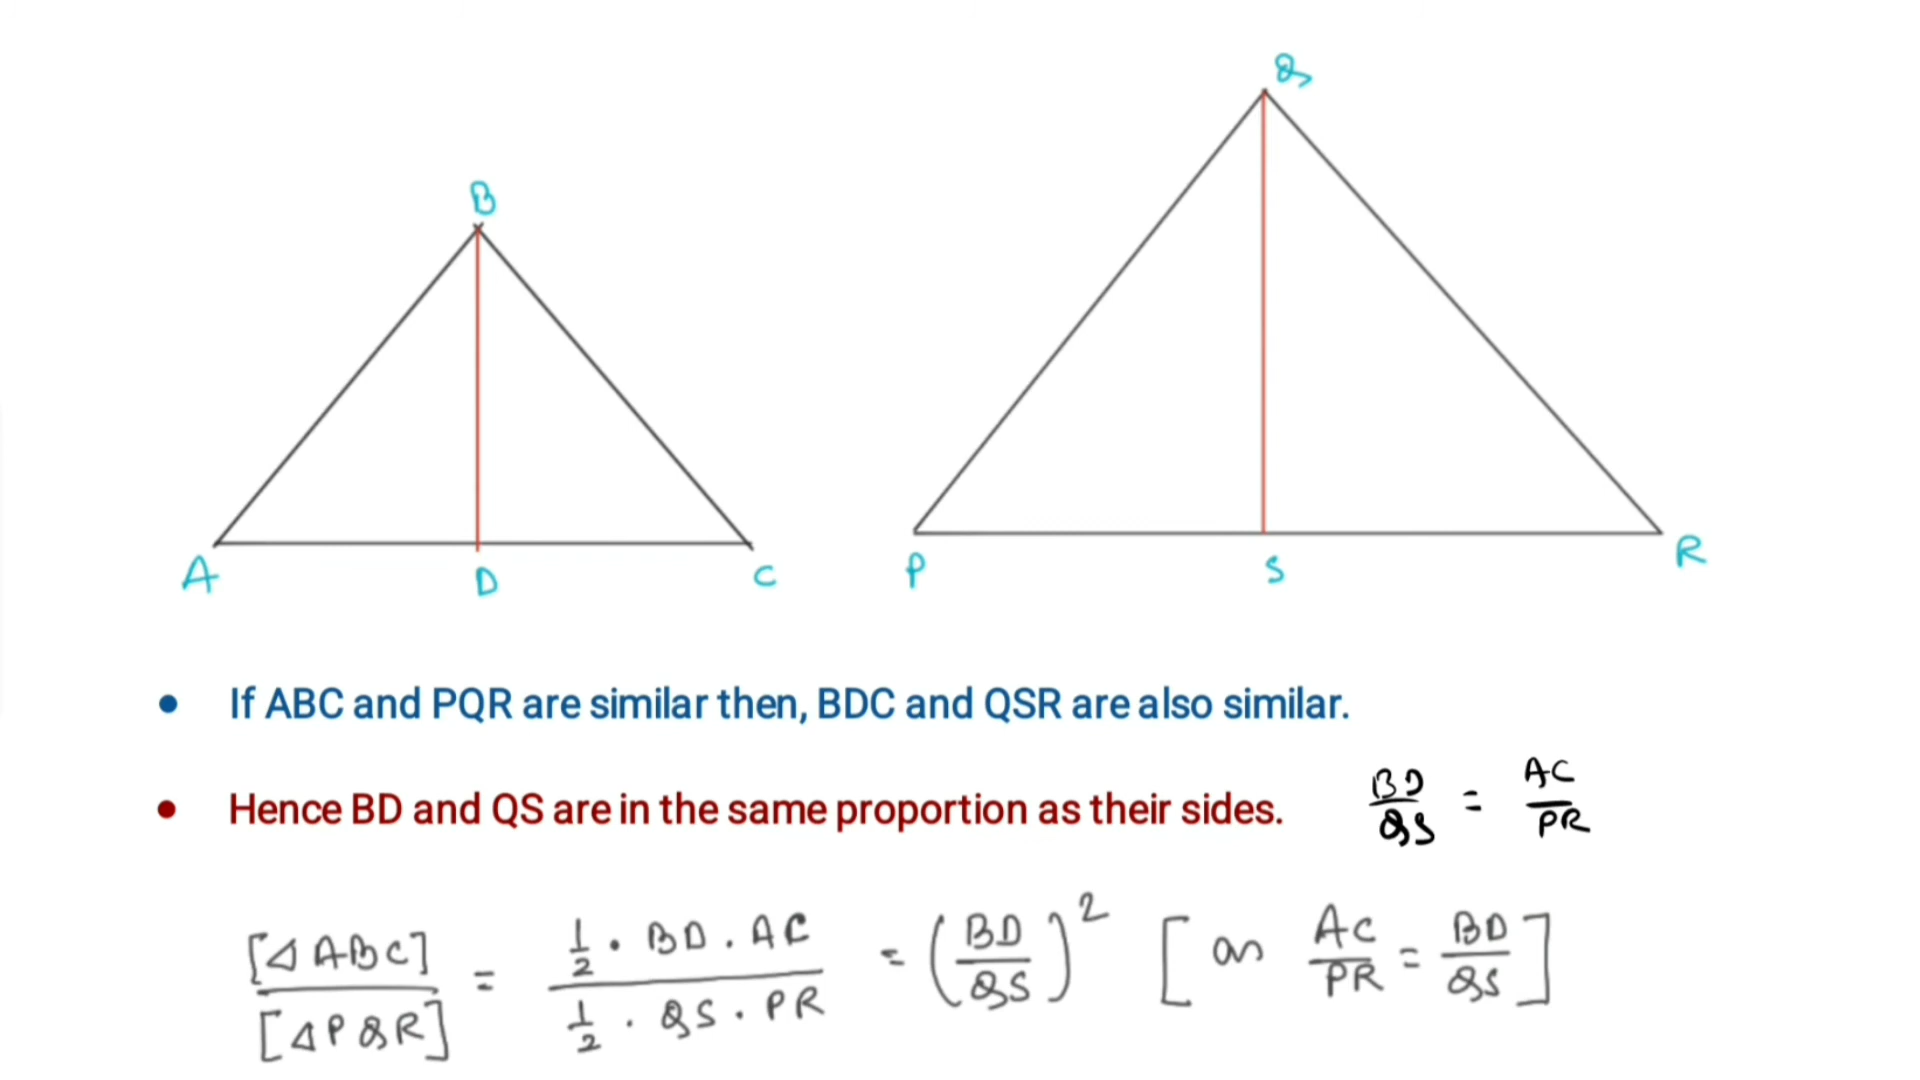 Q
B
A D C P S R
• If ABC and PQR are similar then, BDC and QSR are also similar.
• Hence BD and QS are in the same proportion as their sides. BD/QS = AC/PR
[△ABC]/[△PQR] = (1/2 · BD · AC)/(1/2 · QS · PR) = (BD/QS)² [as AC/PR = BD/QS]